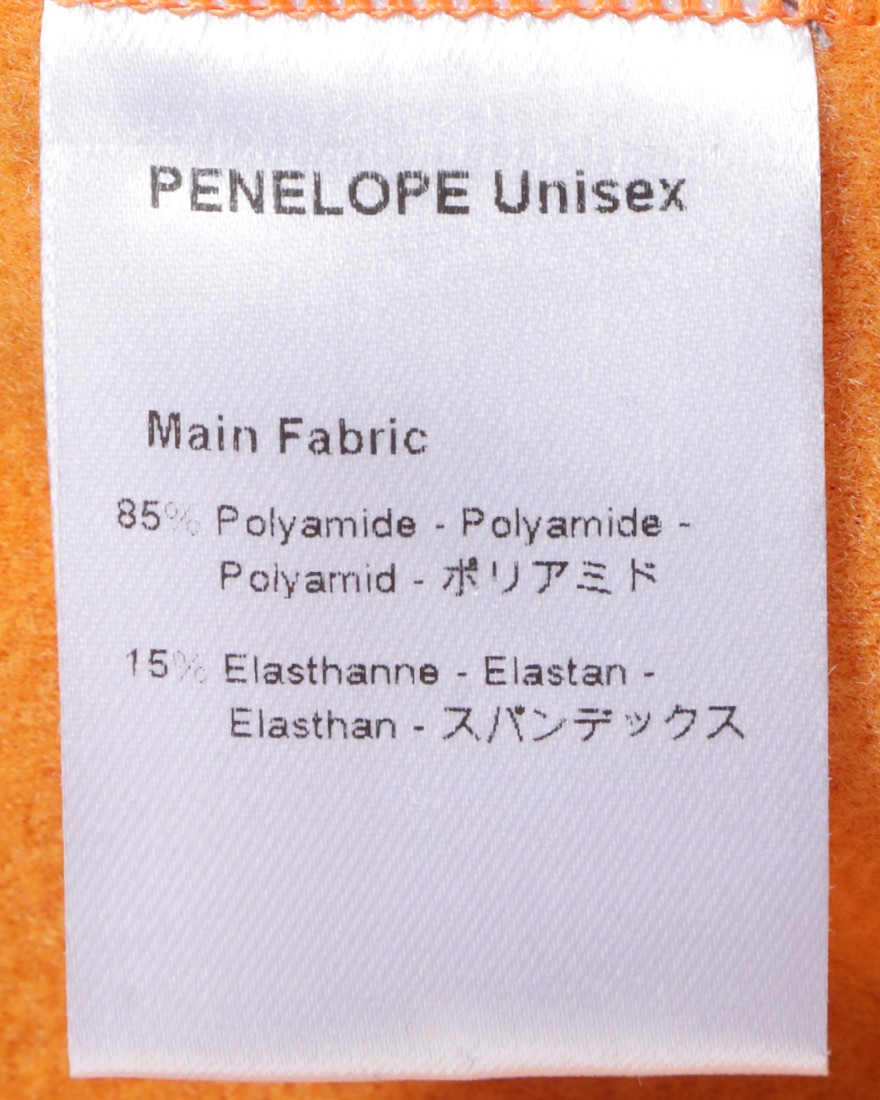 PENELOPE Unisex
Main Fabric
85% Polyamide - Polyamide -
Polyamid - ポリアミド
15% Elasthanne - Elastan -
Elasthan - スパンデックス